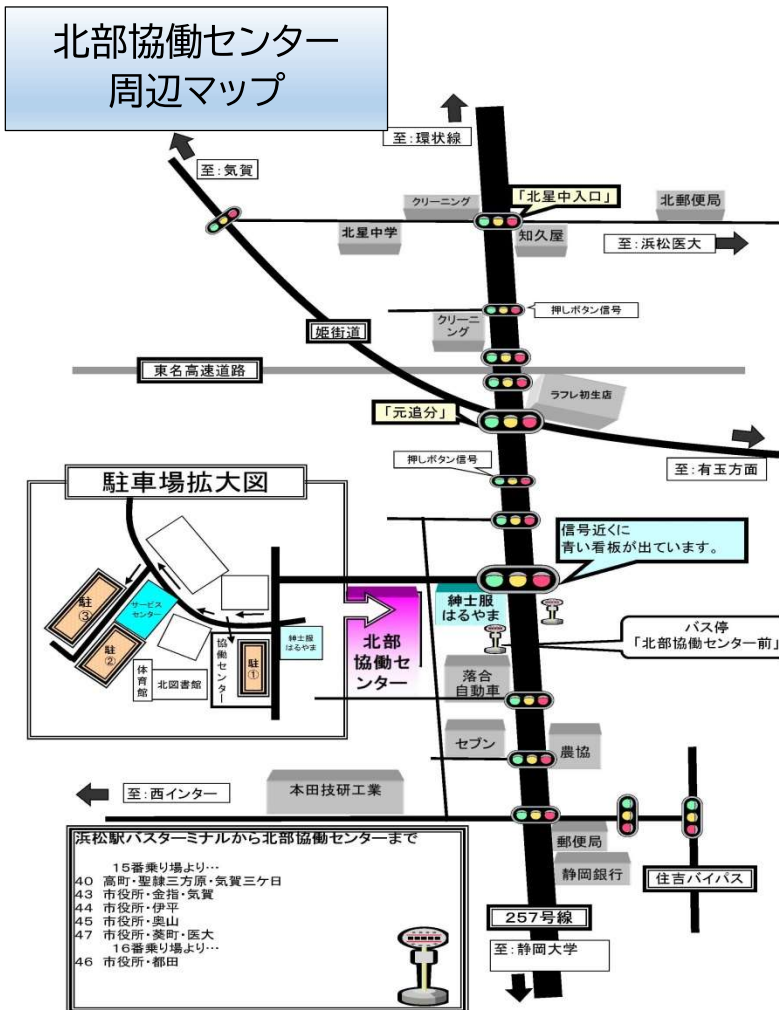 北部協働センター
周辺マップ
至:環状線
至:気賀
「北星中入口」
クリーニング
北郵便局
北星中学
知久屋
至:浜松医大
押しボタン信号
クリーニ
ング
姫街道
東名高速道路
ラフレ初生店
「元追分」
押しボタン信号
至:有玉方面
駐車場拡大図
信号近くに
青い看板が出ています。
駐
③
サービス
センター
駐
②
体育館
北図書館
協働センター
駐
①
紳士服
はるやま
北部
協働セ
ンター
紳士服
はるやま
バス停
「北部協働センター前」
落合
自動車
セブン
農協
至:西インター
本田技研工業
郵便局
静岡銀行
住吉バイパス
257号線
至:静岡大学
浜松駅バスターミナルから北部協働センターまで
15番乗り場より…
40 高町・聖隷三方原・気賀三ケ日
43 市役所・金指・気賀
44 市役所・伊平
45 市役所・奥山
47 市役所・葵町・医大
16番乗り場より…
46 市役所・都田